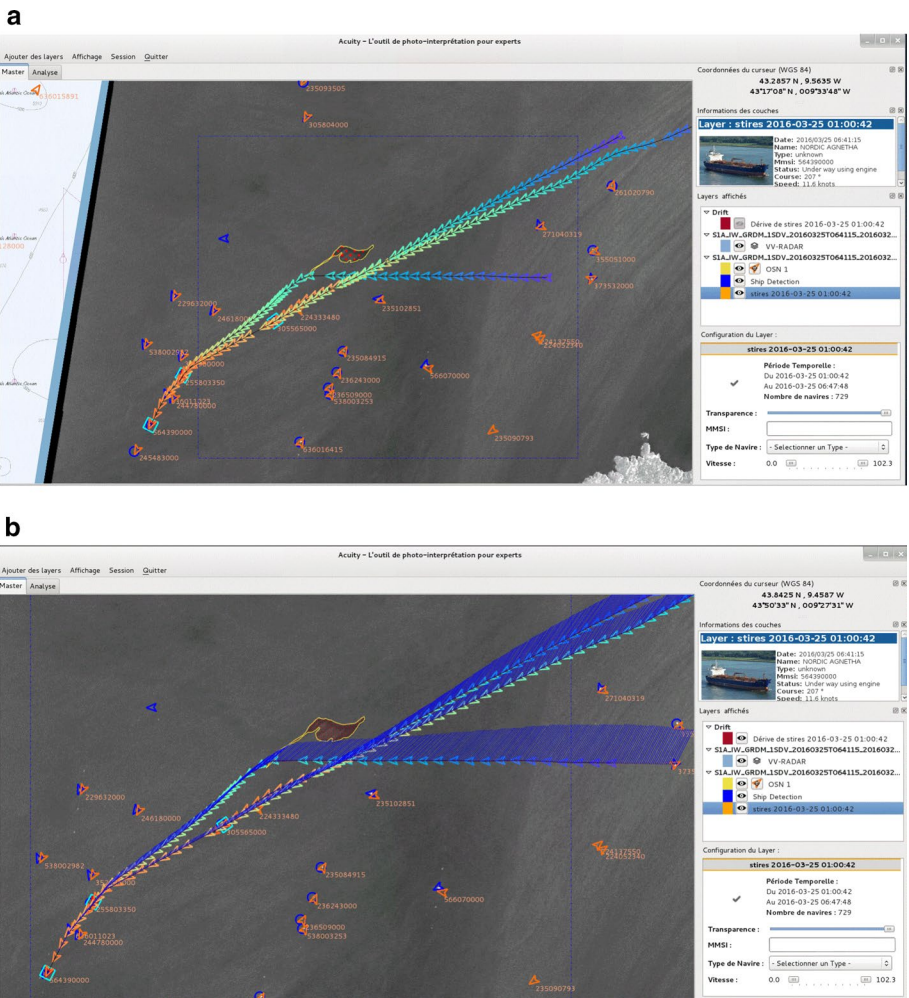 a
Acuity – L'outil de photo-interprétation pour experts
Ajouter des layers Affichage Session Quitter
Master Analyse
235093505
305804000
261020790
271040319
355051000
373532000
229632000
246180000
224333480
305565000
235102851
224052340
538002982
235084915
566070000
236243000
255803350
236509000
538003253
244780000
564390000
235090793
636016415
245483000
Coordonnées du curseur (WGS 84)
43.2857 N , 9.5635 W
43°17'08" N , 009°33'48" W
Informations des couches
Layer : stires 2016-03-25 01:00:42
Date: 2016/03/25 06:41:15
Name: NORDIC AGNETHA
Type: unknown
Mmsi: 564390000
Status: Under way using engine
Course: 207 °
Speed: 11.6 knots
Layers affichés
Drift
Dérive de stires 2016-03-25 01:00:42
S1A_IW_GRDM_1SDV_20160325T064115_2016032...
VV-RADAR
S1A_IW_GRDM_1SDV_20160325T064115_2016032...
OSN 1
Ship Detection
stires 2016-03-25 01:00:42
Configuration du Layer :
stires 2016-03-25 01:00:42
Période Temporelle :
Du 2016-03-25 01:00:42
Au 2016-03-25 06:47:48
Nombre de navires : 729
Transparence :
MMSI :
Type de Navire : - Selectionner un Type -
Vitesse : 0.0 102.3
b
Acuity – L'outil de photo-interprétation pour experts
Ajouter des layers Affichage Session Quitter
Master Analyse
271040319
229632000
246180000
224333480
305565000
235102851
224052340
538002982
235084915
566070000
236243000
255803350
236509000
538003253
244780000
564390000
235090793
Coordonnées du curseur (WGS 84)
43.8425 N , 9.4587 W
43°50'33" N , 009°27'31" W
Informations des couches
Layer : stires 2016-03-25 01:00:42
Date: 2016/03/25 06:41:15
Name: NORDIC AGNETHA
Type: unknown
Mmsi: 564390000
Status: Under way using engine
Course: 207 °
Speed: 11.6 knots
Layers affichés
Drift
Dérive de stires 2016-03-25 01:00:42
S1A_IW_GRDM_1SDV_20160325T064115_2016032...
VV-RADAR
S1A_IW_GRDM_1SDV_20160325T064115_2016032...
OSN 1
Ship Detection
stires 2016-03-25 01:00:42
Configuration du Layer :
stires 2016-03-25 01:00:42
Période Temporelle :
Du 2016-03-25 01:00:42
Au 2016-03-25 06:47:48
Nombre de navires : 729
Transparence :
MMSI :
Type de Navire : - Selectionner un Type -
Vitesse : 0.0 102.3